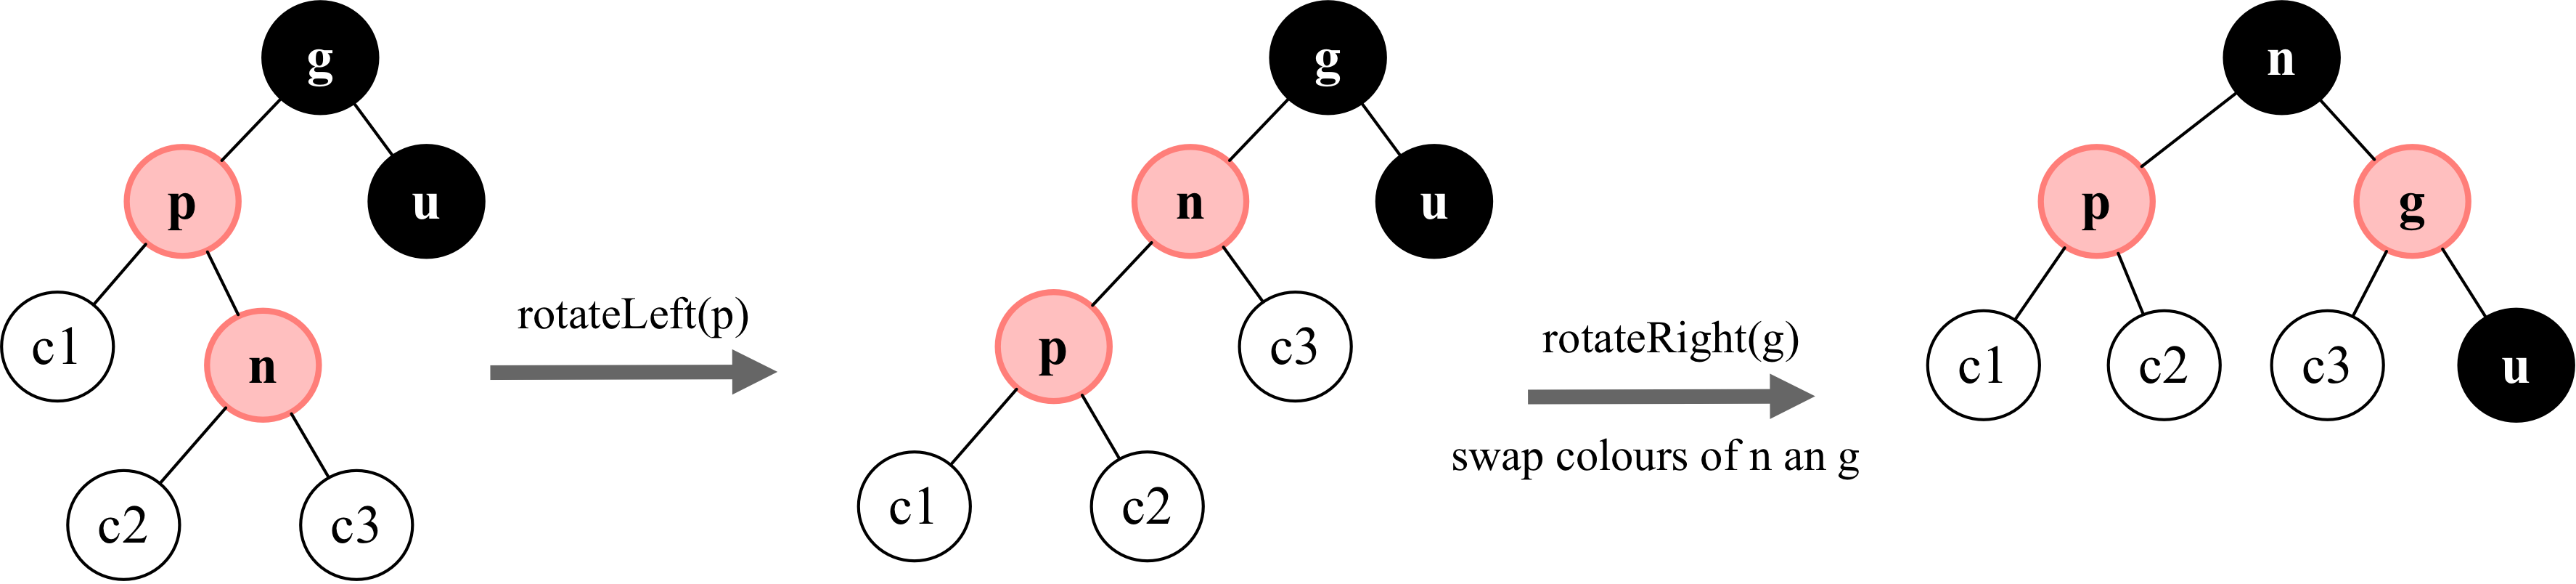 g
p
u
c1
n
c2
c3
rotateLeft(p)
g
n
u
p
c3
c1
c2
rotateRight(g)
swap colours of n an g
n
p
g
c1
c2
c3
u